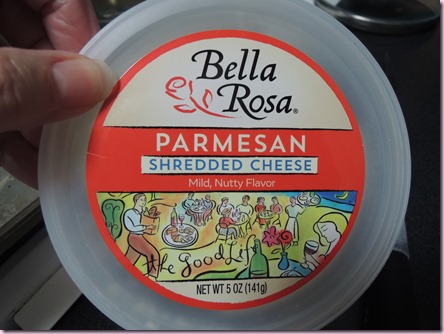 Bella
Rosa®
PARMESAN
SHREDDED CHEESE
Mild, Nutty Flavor
The Good Life
NET WT 5 OZ (141g)